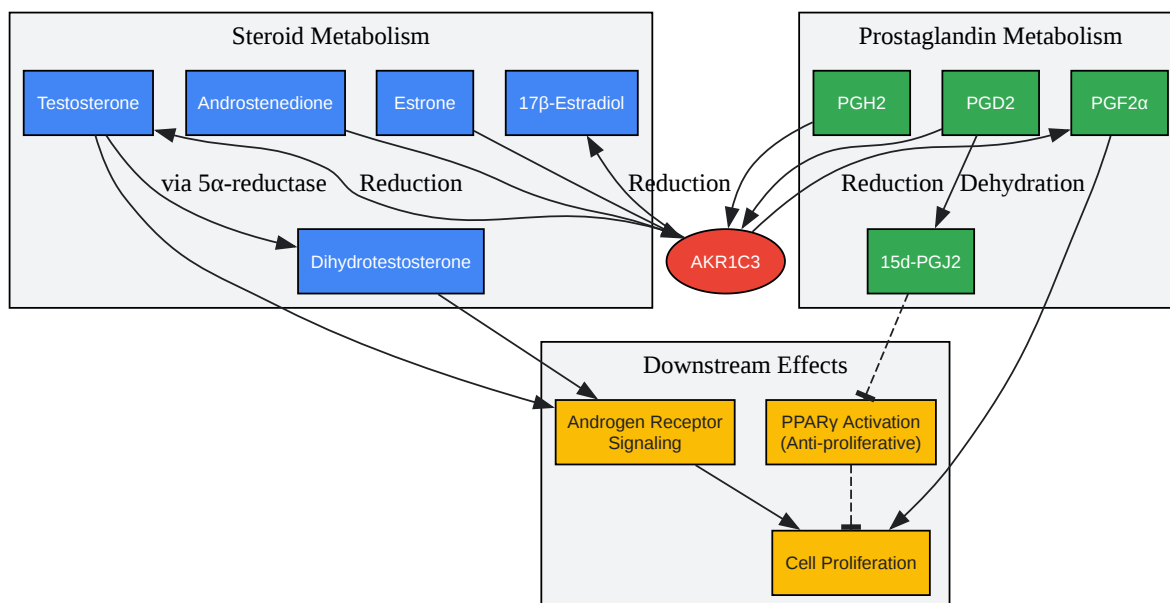 Steroid Metabolism
Prostaglandin Metabolism
Testosterone
Androstenedione
Estrone
17β-Estradiol
PGH2
PGD2
PGF2α
via 5α-reductase
Reduction
Reduction
Reduction
Dehydration
Dihydrotestosterone
AKR1C3
15d-PGJ2
Downstream Effects
Androgen Receptor
Signaling
PPARγ Activation
(Anti-proliferative)
Cell Proliferation